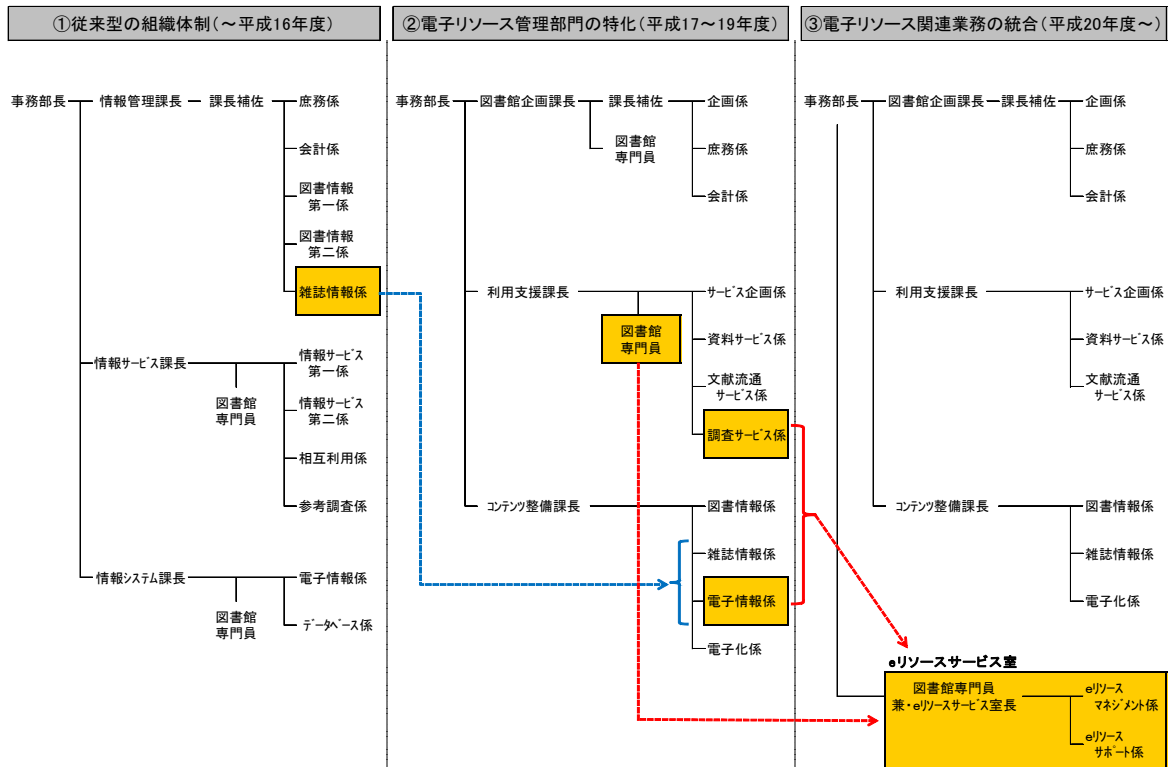 ①従来型の組織体制(～平成16年度)
事務部長
情報管理課長
課長補佐
庶務係
会計係
図書情報
第一係
図書情報
第二係
雑誌情報係
情報サービス課長
図書館
専門員
情報サービス
第一係
情報サービス
第二係
相互利用係
参考調査係
情報システム課長
図書館
専門員
電子情報係
データベース係
②電子リソース管理部門の特化(平成17～19年度)
事務部長
図書館企画課長
課長補佐
図書館
専門員
企画係
庶務係
会計係
利用支援課長
図書館
専門員
サービス企画係
資料サービス係
文献流通
サービス係
調査サービス係
コンテンツ整備課長
図書情報係
雑誌情報係
電子情報係
電子化係
③電子リソース関連業務の統合(平成20年度～)
事務部長
図書館企画課長
課長補佐
企画係
庶務係
会計係
利用支援課長
サービス企画係
資料サービス係
文献流通
サービス係
コンテンツ整備課長
図書情報係
雑誌情報係
電子化係
eリソースサービス室
図書館専門員
兼・eリソースサービス室長
eリソース
マネジメント係
eリソース
サポート係